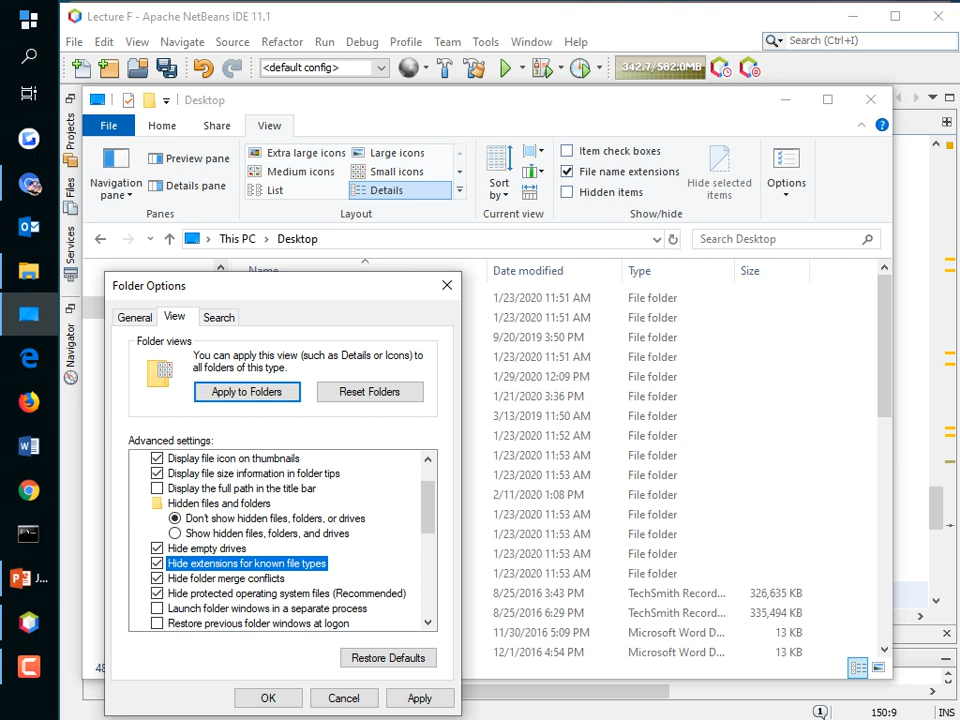 Lecture F - Apache NetBeans IDE 11.1
File Edit View Navigate Source Refactor Run Debug Profile Team Tools Window Help
Search (Ctrl+I)
<default config>
342.7/582.0MB
Projects
Files
Services
Navigator
Desktop
File Home Share View
Navigation pane
Preview pane
Details pane
Panes
Extra large icons Large icons
Medium icons Small icons
List Details
Layout
Sort by
Current view
Item check boxes
File name extensions
Hidden items
Hide selected items
Show/hide
Options
This PC > Desktop
Search Desktop
Name Date modified Type Size
1/23/2020 11:51 AM File folder
1/23/2020 11:51 AM File folder
9/20/2019 3:50 PM File folder
1/23/2020 11:51 AM File folder
1/29/2020 12:09 PM File folder
1/21/2020 3:36 PM File folder
3/13/2019 11:50 AM File folder
1/23/2020 11:52 AM File folder
1/23/2020 11:53 AM File folder
1/23/2020 11:53 AM File folder
2/11/2020 1:08 PM File folder
1/23/2020 11:53 AM File folder
1/23/2020 11:53 AM File folder
1/23/2020 11:53 AM File folder
1/23/2020 11:53 AM File folder
8/25/2016 3:43 PM TechSmith Record... 326,635 KB
8/25/2016 6:29 PM TechSmith Record... 335,494 KB
11/30/2016 5:09 PM Microsoft Word D... 13 KB
12/1/2016 4:54 PM Microsoft Word D... 13 KB
Folder Options
General View Search
Folder views
You can apply this view (such as Details or Icons) to
all folders of this type.
Apply to Folders Reset Folders
Advanced settings:
Display file icon on thumbnails
Display file size information in folder tips
Display the full path in the title bar
Hidden files and folders
Don't show hidden files, folders, or drives
Show hidden files, folders, and drives
Hide empty drives
Hide extensions for known file types
Hide folder merge conflicts
Hide protected operating system files (Recommended)
Launch folder windows in a separate process
Restore previous folder windows at logon
Restore Defaults
OK Cancel Apply
J...
1 150:9 INS